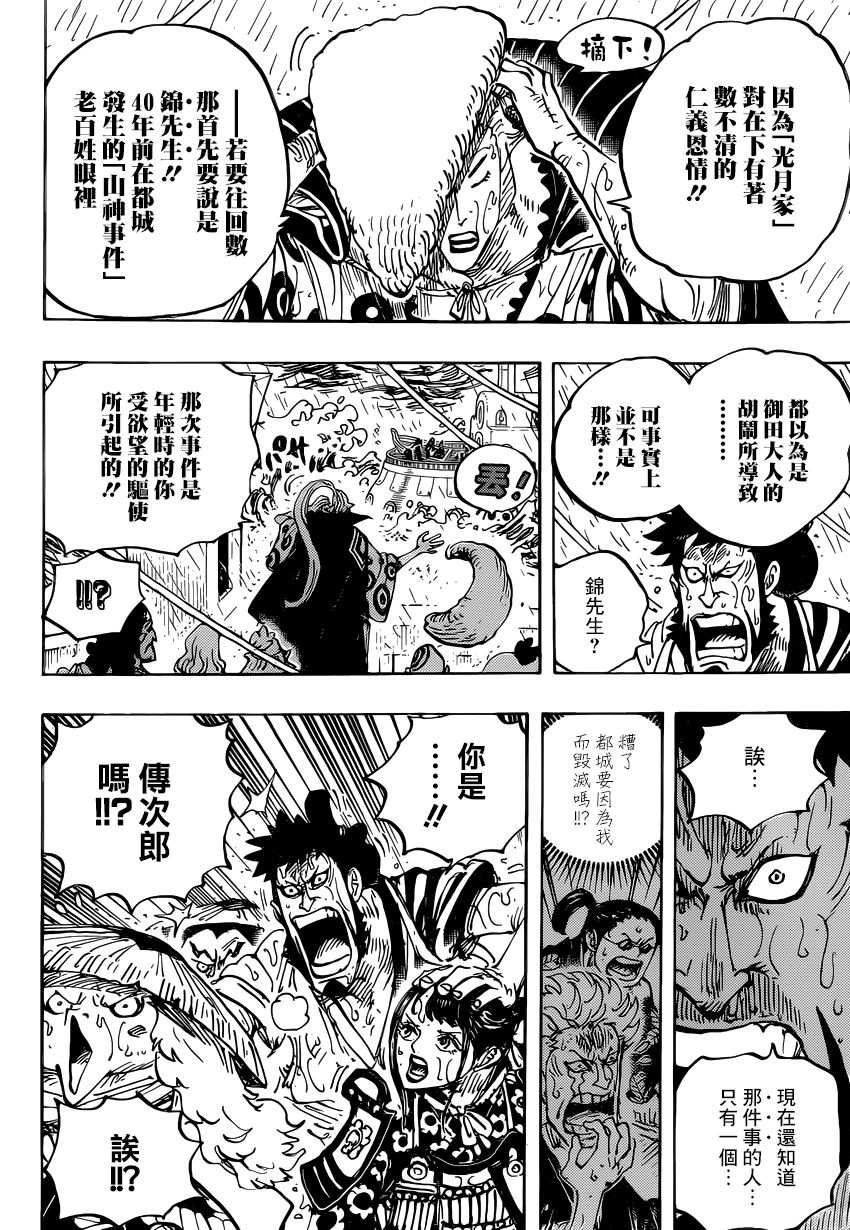 因為「光月家」
對在下有著
數不清的
仁義恩情!!
摘下!
——若要往回數
那首先要說是
錦先生!!
40年前在都城
發生的「山神事件」
老百姓眼裡
都以為是
御田大人的
胡鬧所導致
………
可事實上
並不是
那樣…!!
錦先生?
丟!
バサッ
那次事件是
年輕時的你
受欲望的驅使
所引起的!!
!!?
誒…
現在還知道
那件事的人…
只有一個…
糟了
都城要因為我
而毀滅嗎!!?
你是
……!!
傳次郎
嗎!!?
誒
!!?